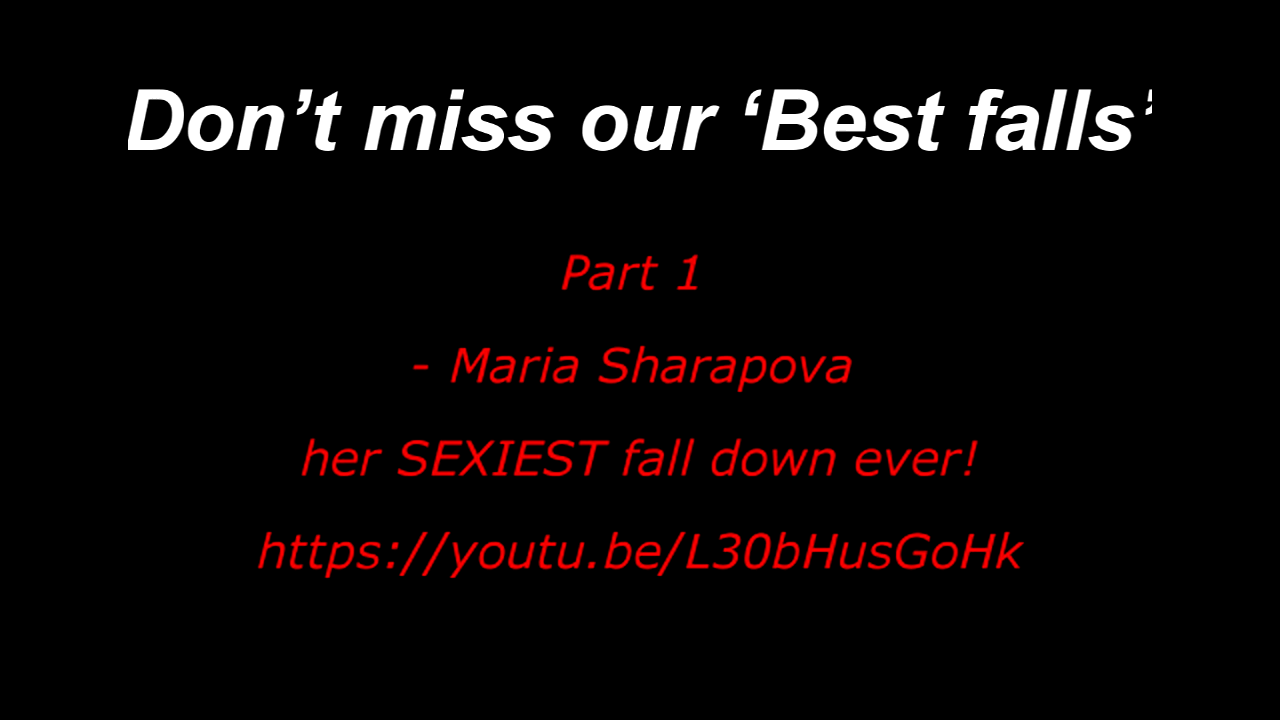 Don’t miss our ‘Best falls’
Part 1
- Maria Sharapova
her SEXIEST fall down ever!
https://youtu.be/L30bHusGoHk